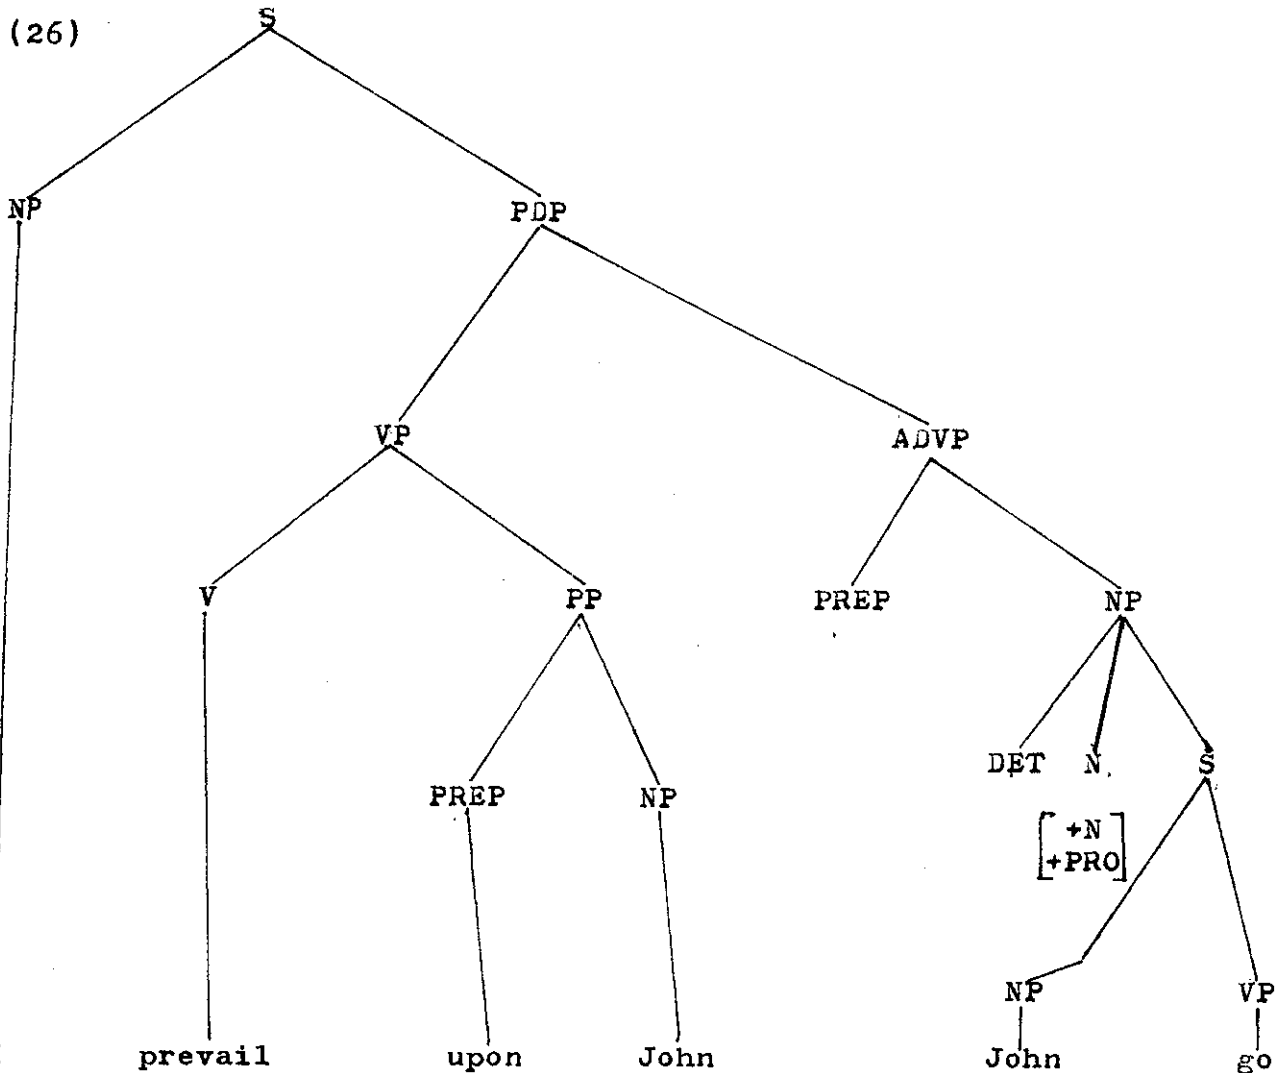 (26)
S
NP PDP
VP ADVP
V PP PREP NP
DET N S
PREP NP
[+N
+PRO]
NP VP
prevail upon John John go